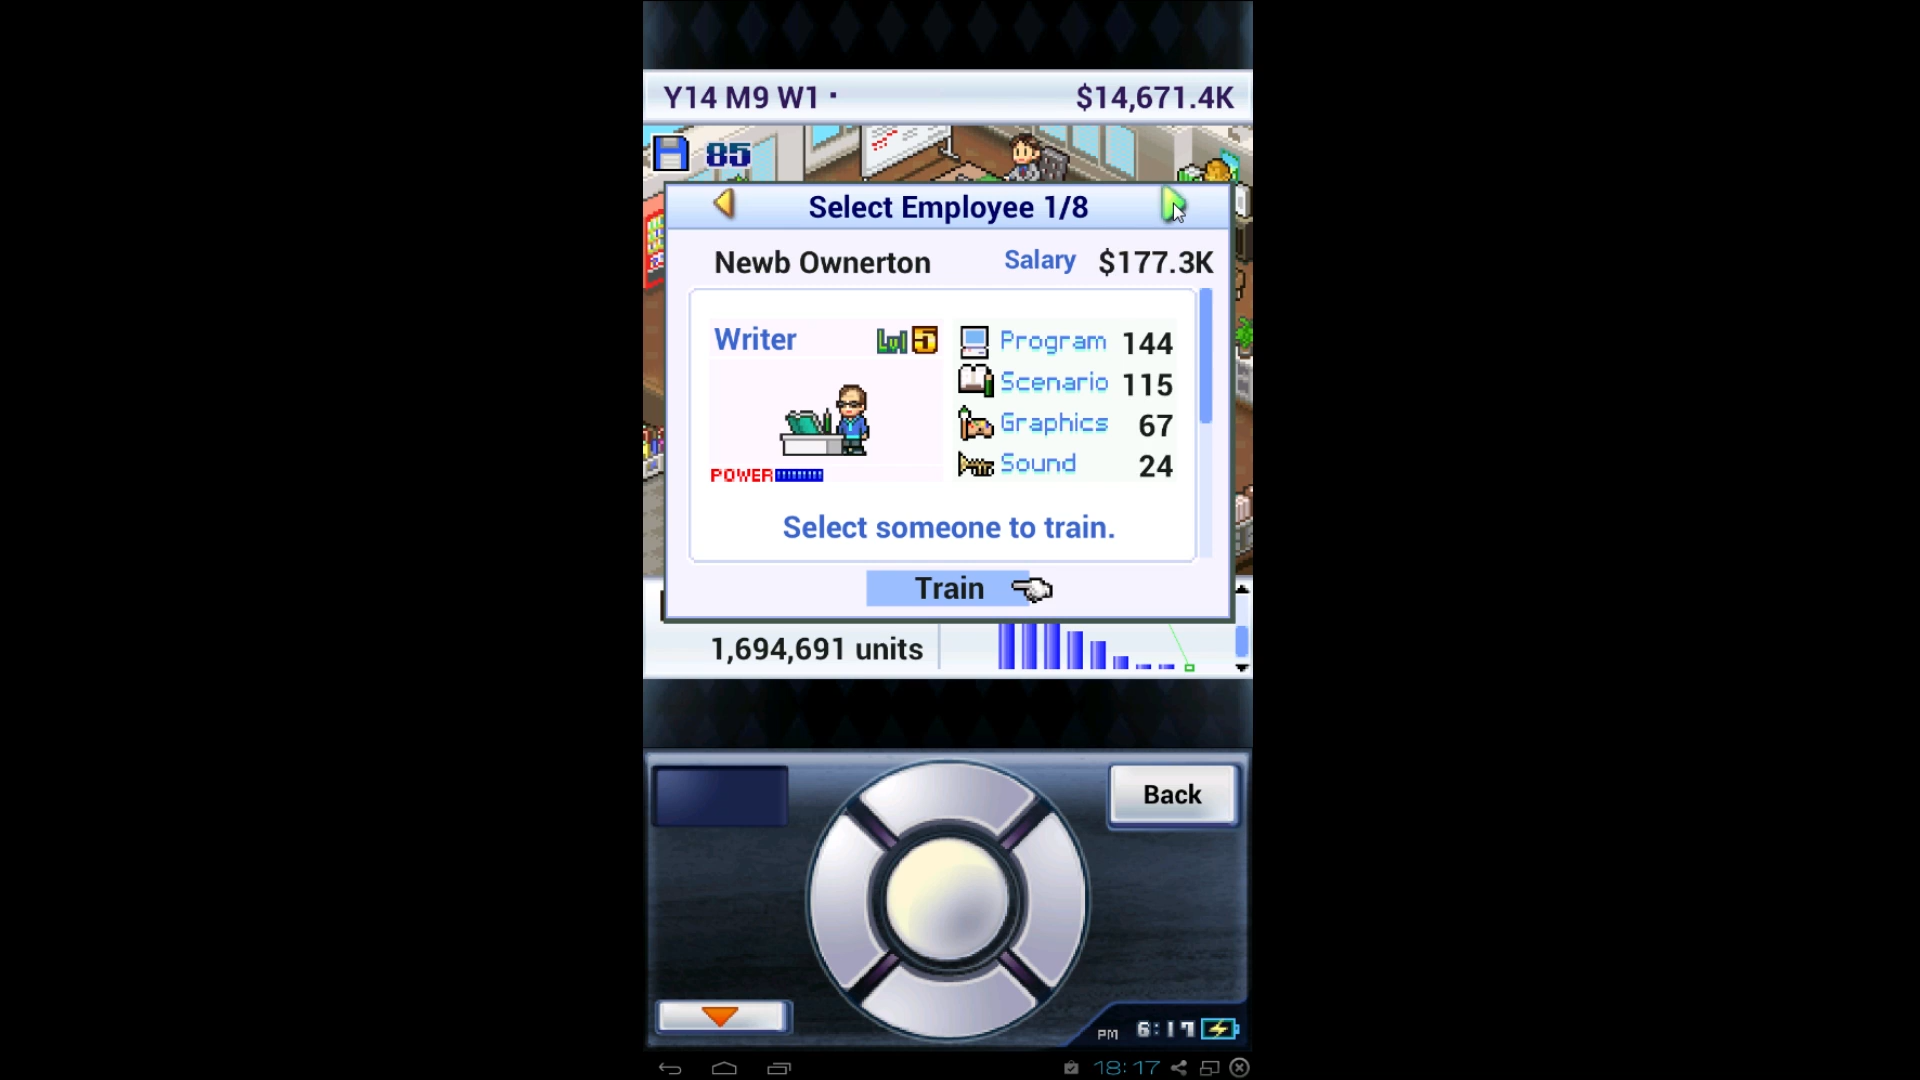 Y14 M9 W1 $14,671.4K
85
Select Employee 1/8
Newb Ownerton Salary $177.3K
Writer Lvl 5
Program 144
Scenario 115
Graphics 67
Sound 24
POWER
Select someone to train.
Train
1,694,691 units
Back
PM 6:17
18:17